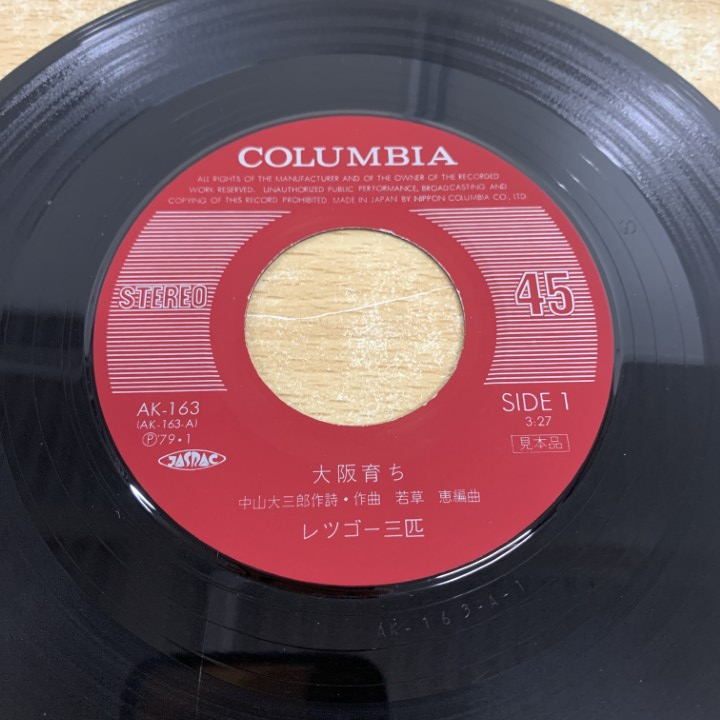 COLUMBIA
ALL RIGHTS OF THE MANUFACTURER AND OF THE OWNER OF THE RECORDED
WORK RESERVED. UNAUTHORIZED PUBLIC PERFORMANCE, BROADCASTING AND
COPYING OF THIS RECORD PROHIBITED. MADE IN JAPAN BY NIPPON COLUMBIA CO., LTD.
STEREO
45
AK-163
(AK-163-A)
Ⓟ'79・1
JASRAC
SIDE 1
3:27
見本品
大阪育ち
中山大三郎作詩・作曲 若草 恵編曲
レツゴー三匹
AK-163-A-1
S